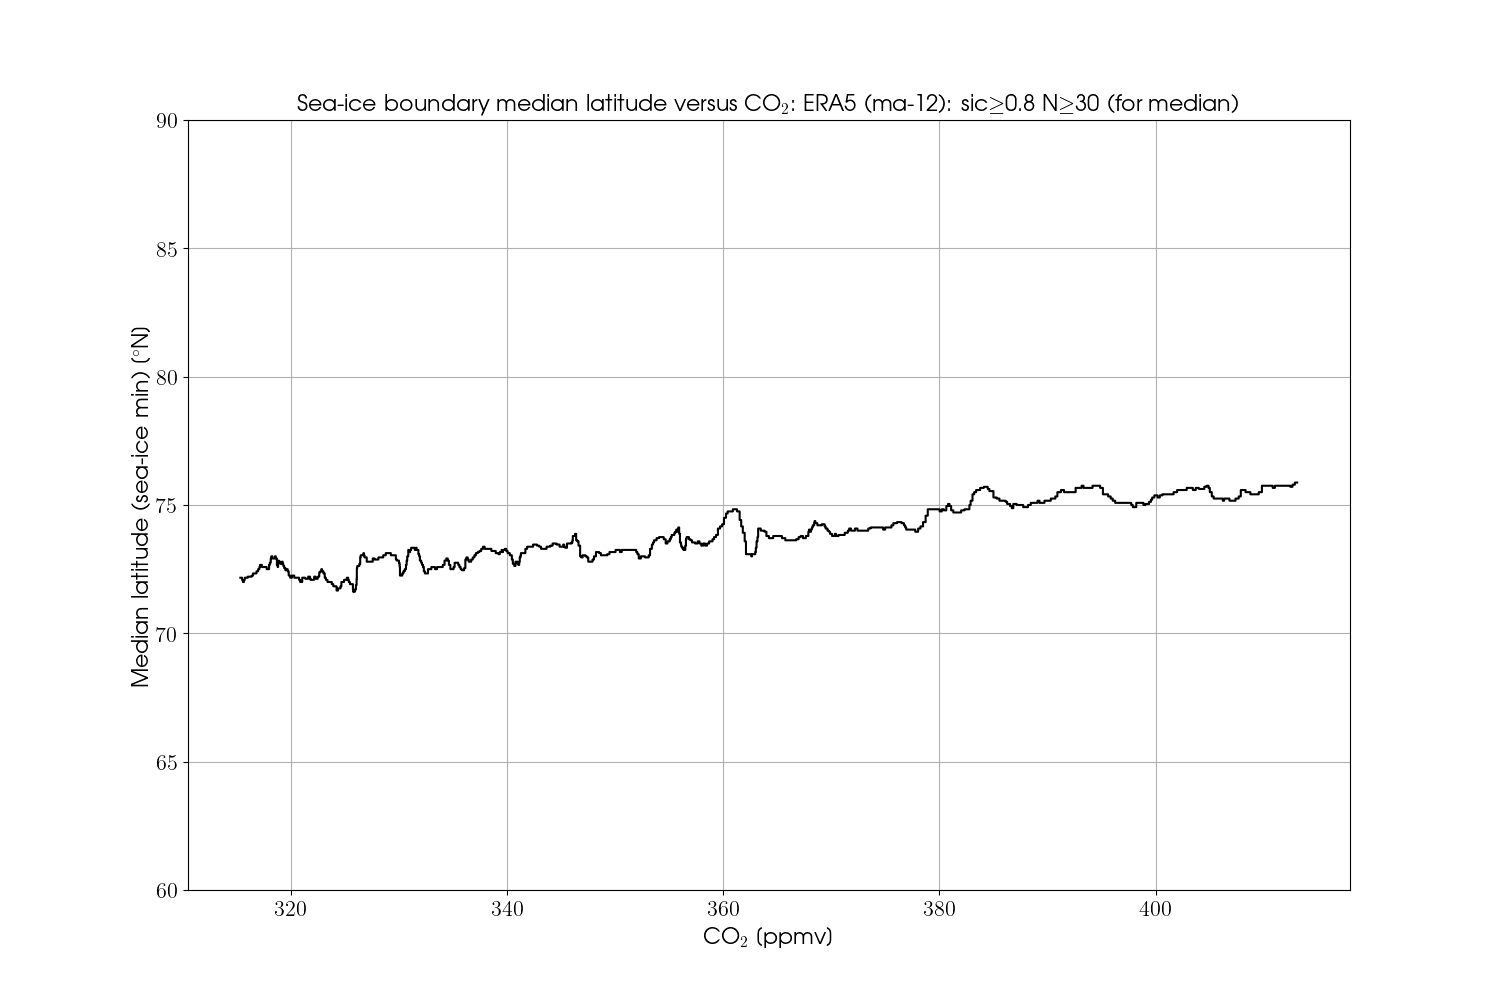 Sea-ice boundary median latitude versus CO₂: ERA5 (ma-12): sic≥0.8 N≥30 (for median)
90
85
80
75
70
65
60
Median latitude (sea-ice min) (°N)
320 340 360 380 400
CO₂ (ppmv)